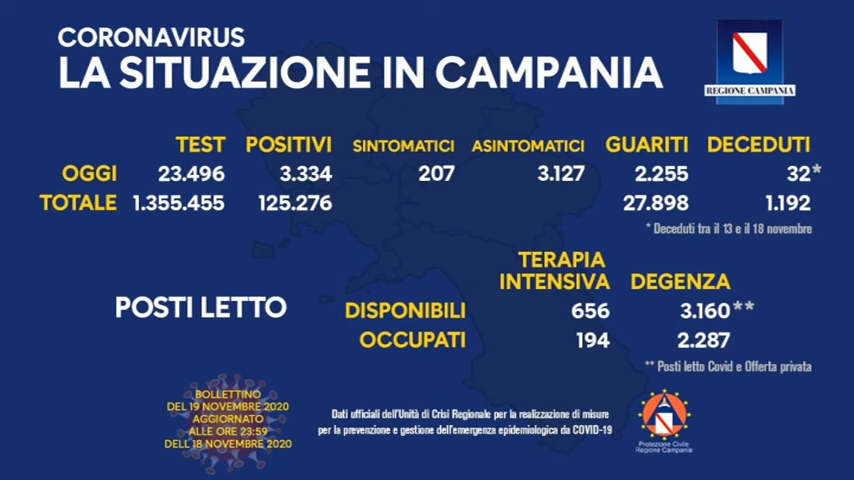 CORONAVIRUS
LA SITUAZIONE IN CAMPANIA
REGIONE CAMPANIA
TEST POSITIVI SINTOMATICI ASINTOMATICI GUARITI DECEDUTI
OGGI 23.496 3.334 207 3.127 2.255 32*
TOTALE 1.355.455 125.276 27.898 1.192
* Deceduti tra il 13 e il 18 novembre
TERAPIA
INTENSIVA DEGENZA
POSTI LETTO
DISPONIBILI 656 3.160**
OCCUPATI 194 2.287
** Posti letto Covid e Offerta privata
BOLLETTINO
DEL 19 NOVEMBRE 2020
AGGIORNATO
ALLE ORE 23:59
DELL'18 NOVEMBRE 2020
Dati ufficiali dell'Unità di Crisi Regionale per la realizzazione di misure
per la prevenzione e gestione dell'emergenza epidemiologica da COVID-19
Protezione Civile
Regione Campania